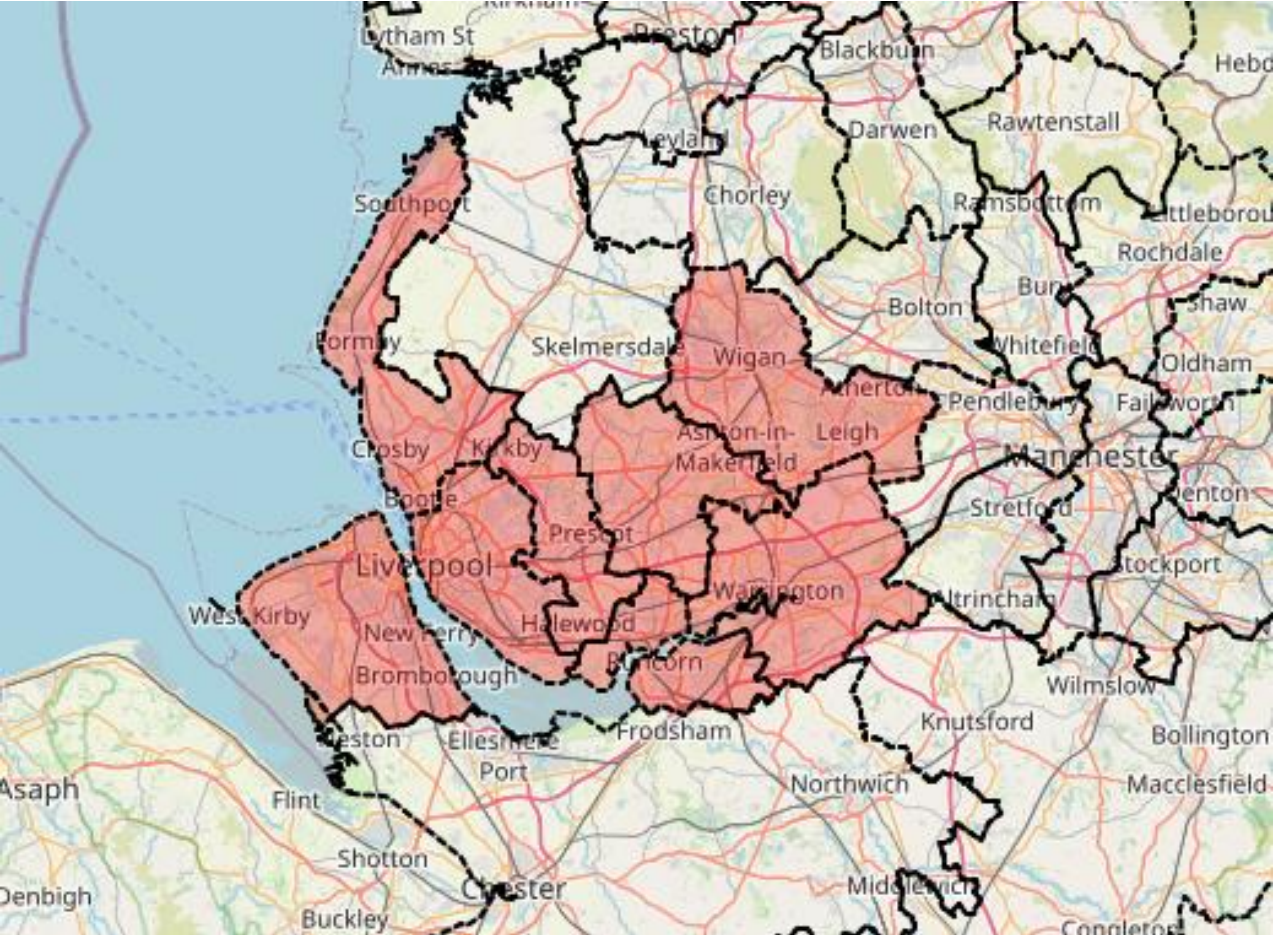 Kirkham
Lytham St
Annes
Preston
Blackburn
Hebd
Leyland
Darwen
Rawtenstall
Southport
Chorley
Ramsbottom
Littleborou
Rochdale
Bury
Shaw
Bolton
Formby
Skelmersdale
Wigan
Whitefield
Oldham
Atherton
Pendlebury
Failsworth
Crosby
Kirkby
Ashton-in-
Makerfield
Leigh
Manchester
Bootle
Denton
Stretford
Prescot
Liverpool
Stockport
Warrington
Altrincham
West Kirby
New Ferry
Halewood
Bromborough
Runcorn
Wilmslow
Neston
Ellesmere
Port
Frodsham
Knutsford
Bollington
Asaph
Flint
Northwich
Macclesfield
Shotton
Chester
Middlewich
Denbigh
Buckley
Congleton